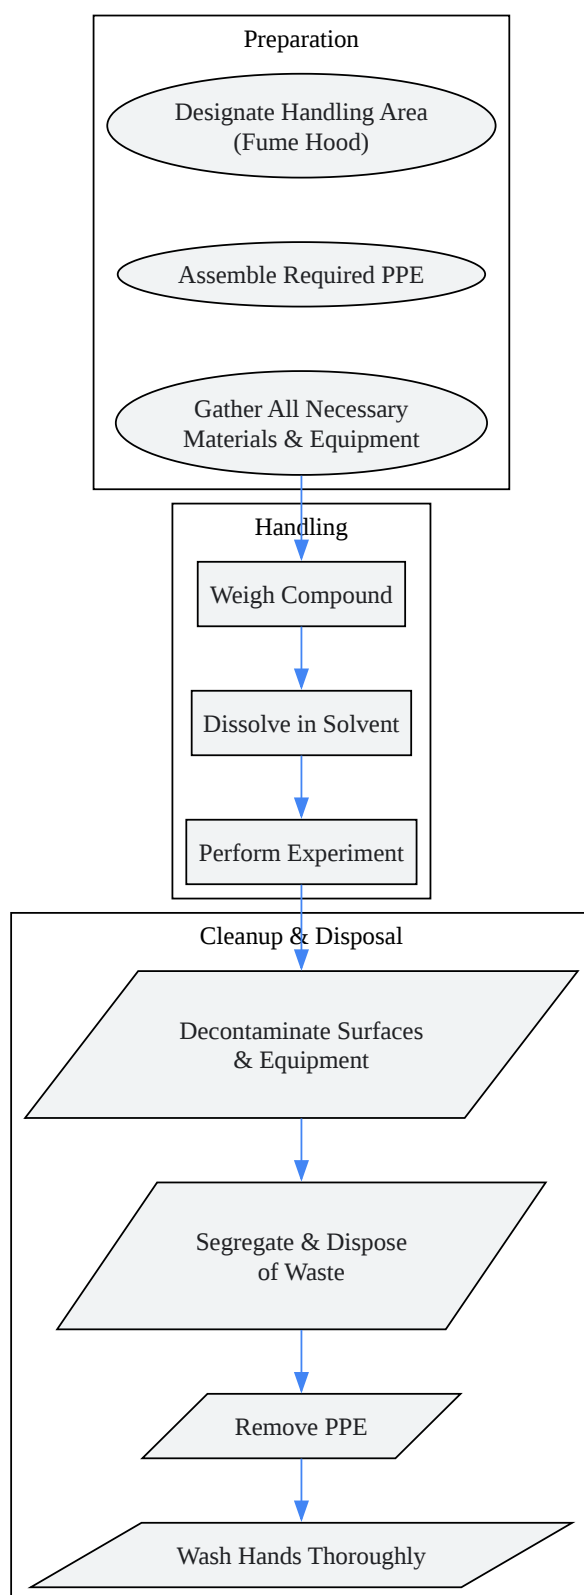 Preparation
Designate Handling Area
(Fume Hood)
Assemble Required PPE
Gather All Necessary
Materials & Equipment
Handling
Weigh Compound
Dissolve in Solvent
Perform Experiment
Cleanup & Disposal
Decontaminate Surfaces
& Equipment
Segregate & Dispose
of Waste
Remove PPE
Wash Hands Thoroughly